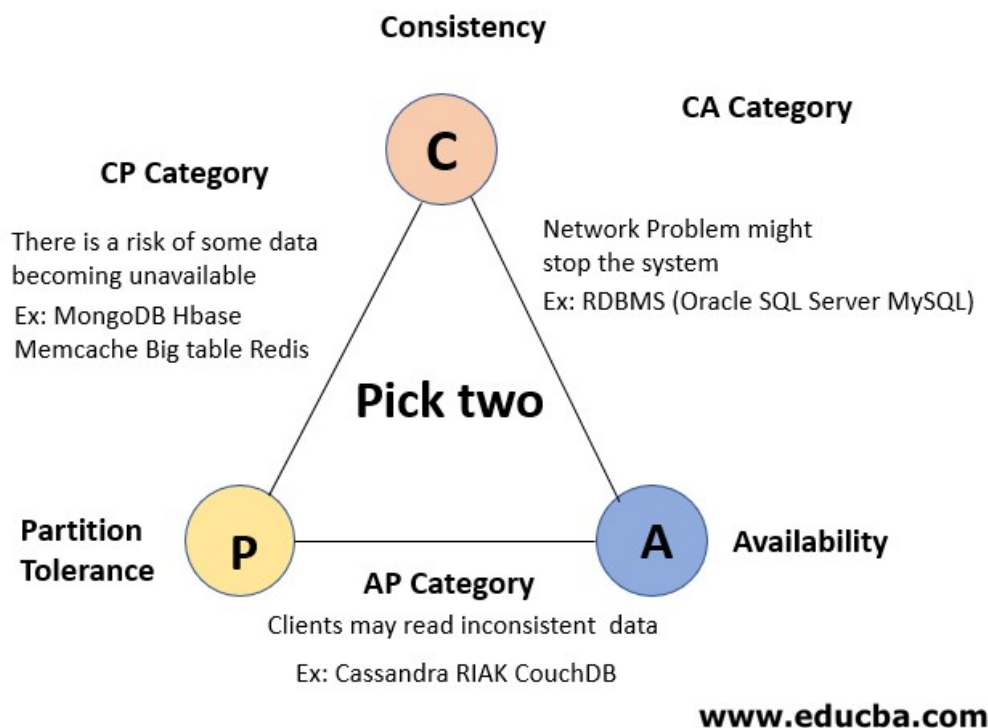 Consistency
C
CA Category
CP Category
There is a risk of some data
becoming unavailable
Ex: MongoDB Hbase
Memcache Big table Redis
Network Problem might
stop the system
Ex: RDBMS (Oracle SQL Server MySQL)
Pick two
Partition
Tolerance
P
A
Availability
AP Category
Clients may read inconsistent data
Ex: Cassandra RIAK CouchDB
www.educba.com